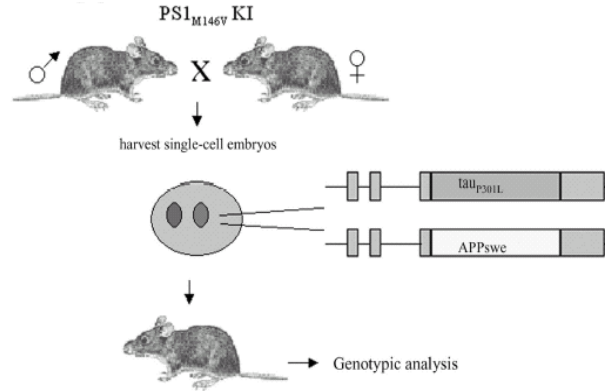 PS1M146V KI
X
harvest single-cell embryos
tauP301L
APPswe
Genotypic analysis